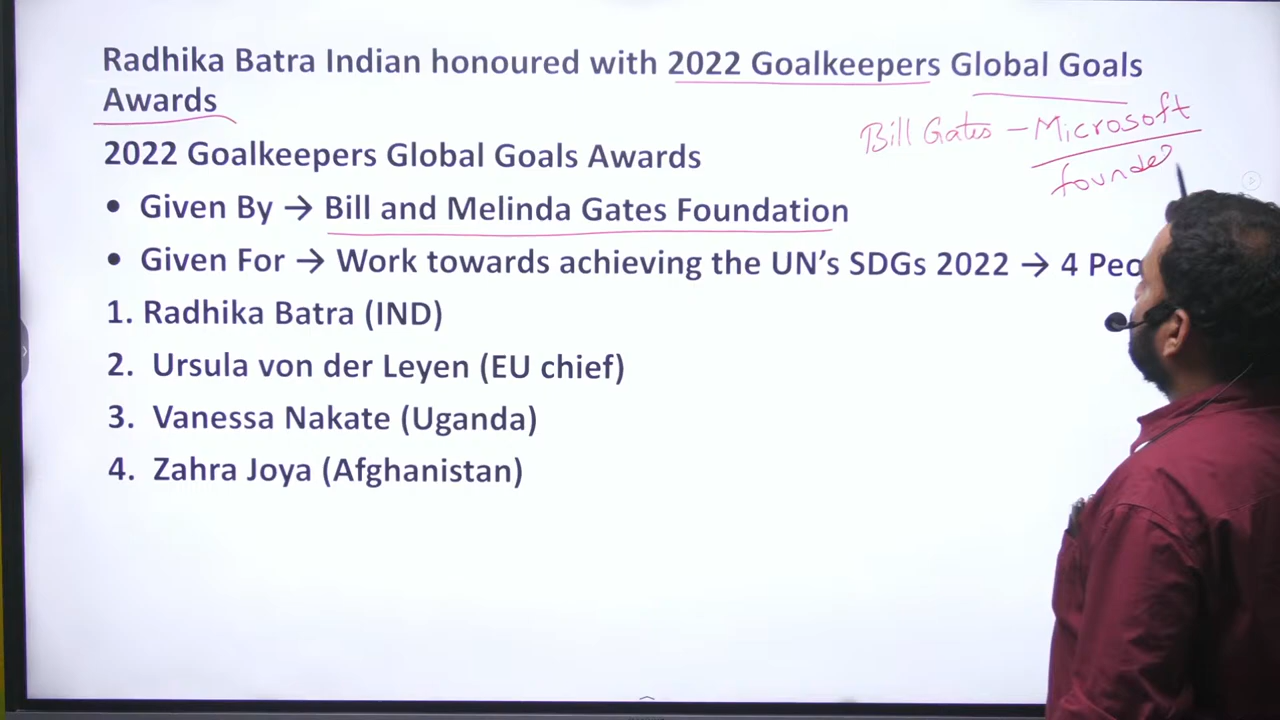 Radhika Batra Indian honoured with 2022 Goalkeepers Global Goals
Awards
Bill Gates - Microsoft
founder
2022 Goalkeepers Global Goals Awards
• Given By → Bill and Melinda Gates Foundation
• Given For → Work towards achieving the UN's SDGs 2022 → 4
1. Radhika Batra (IND)
2. Ursula von der Leyen (EU chief)
3. Vanessa Nakate (Uganda)
4. Zahra Joya (Afghanistan)